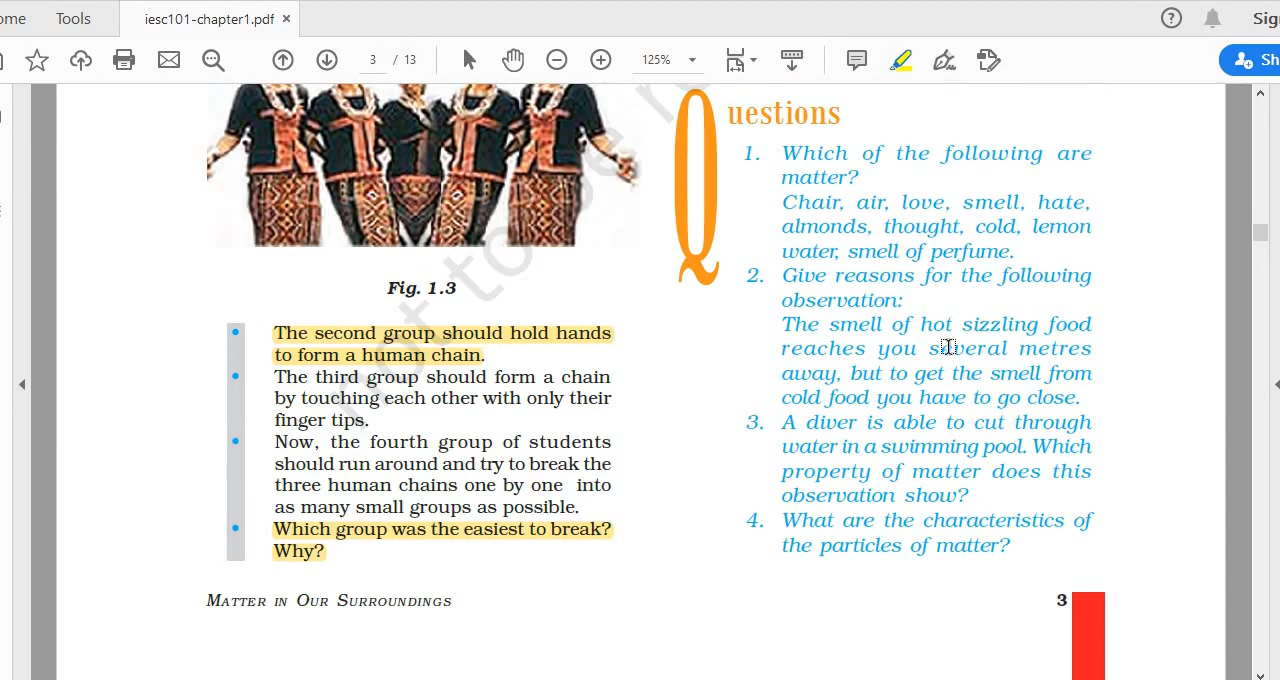 ome
Tools
iesc101-chapter1.pdf ×
Sig
3 / 13
125%
Sh
Fig. 1.3
• The second group should hold hands
to form a human chain.
• The third group should form a chain
by touching each other with only their
finger tips.
• Now, the fourth group of students
should run around and try to break the
three human chains one by one into
as many small groups as possible.
• Which group was the easiest to break?
Why?
MATTER IN OUR SURROUNDINGS
not to be r
Questions
1. Which of the following are
matter?
Chair, air, love, smell, hate,
almonds, thought, cold, lemon
water, smell of perfume.
2. Give reasons for the following
observation:
The smell of hot sizzling food
reaches you several metres
away, but to get the smell from
cold food you have to go close.
3. A diver is able to cut through
water in a swimming pool. Which
property of matter does this
observation show?
4. What are the characteristics of
the particles of matter?
3